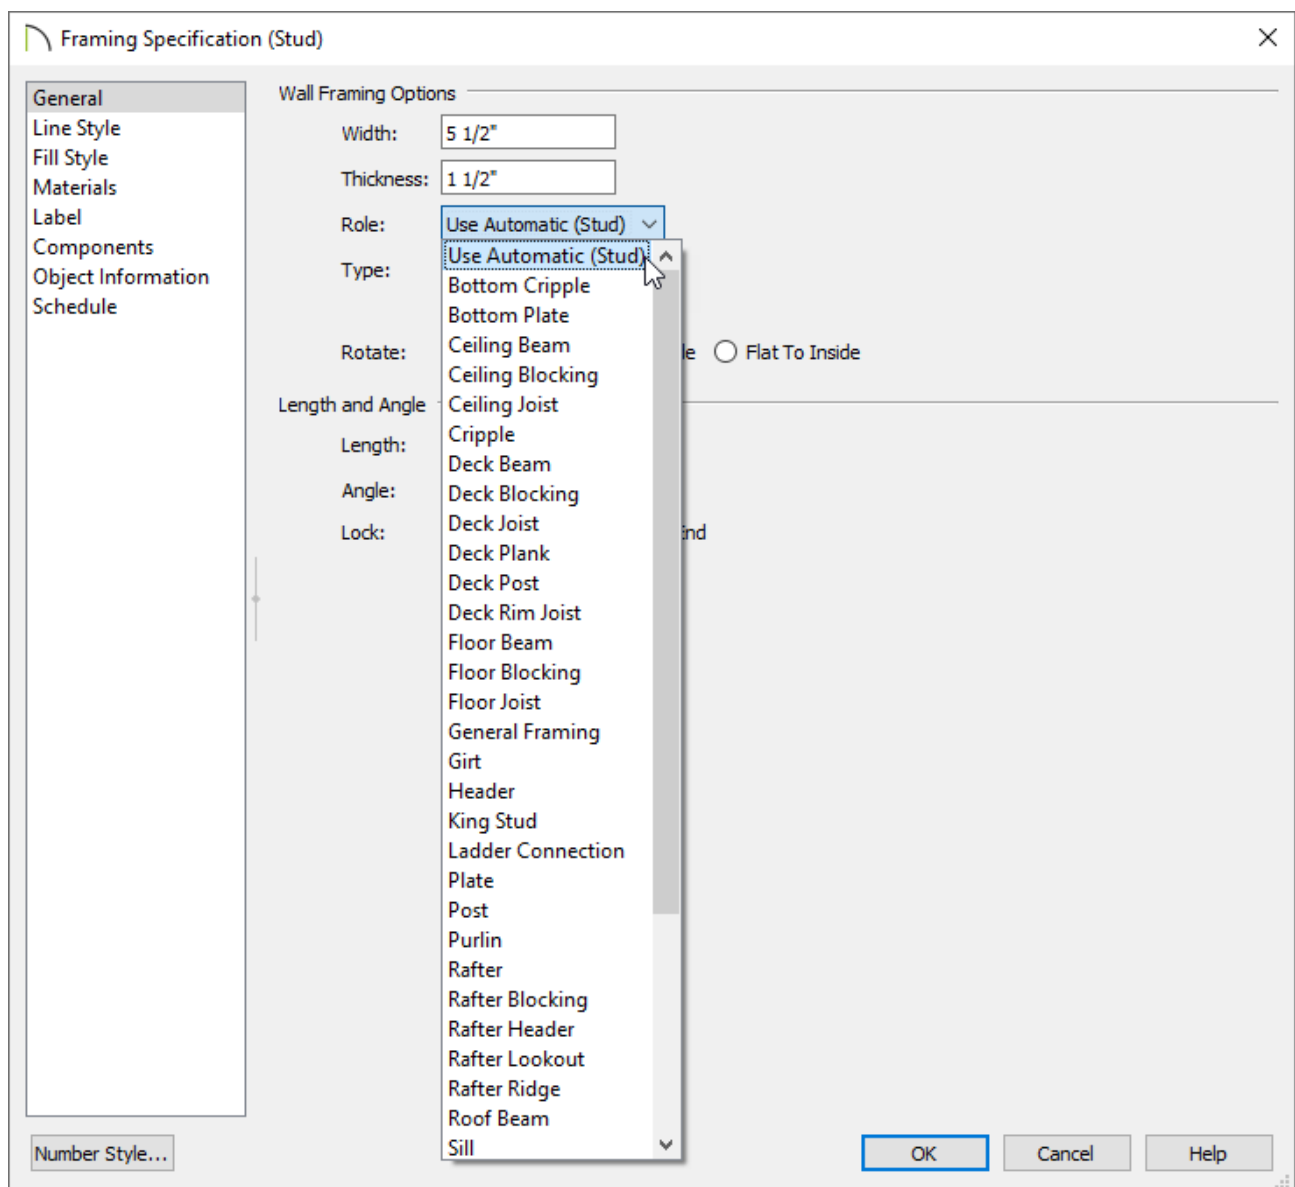 Framing Specification (Stud)
General
Line Style
Fill Style
Materials
Label
Components
Object Information
Schedule
Number Style...
Wall Framing Options
Width: 5 1/2"
Thickness: 1 1/2"
Role: Use Automatic (Stud)
Type:
Rotate: le Flat To Inside
Length and Angle
Length:
Angle:
Lock: End
Use Automatic (Stud)
Bottom Cripple
Bottom Plate
Ceiling Beam
Ceiling Blocking
Ceiling Joist
Cripple
Deck Beam
Deck Blocking
Deck Joist
Deck Plank
Deck Post
Deck Rim Joist
Floor Beam
Floor Blocking
Floor Joist
General Framing
Girt
Header
King Stud
Ladder Connection
Plate
Post
Purlin
Rafter
Rafter Blocking
Rafter Header
Rafter Lookout
Rafter Ridge
Roof Beam
Sill
OK Cancel Help